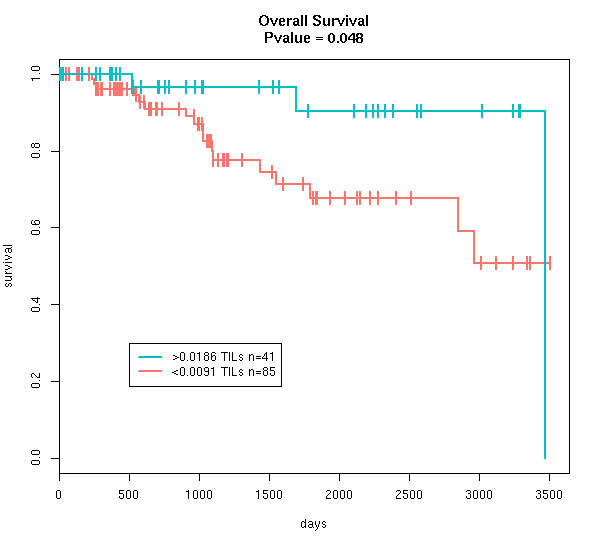 Overall Survival
Pvalue = 0.048
1.0
0.8
0.6
0.4
0.2
0.0
survival
>0.0186 TILs n=41
<0.0091 TILs n=85
0 500 1000 1500 2000 2500 3000 3500
days